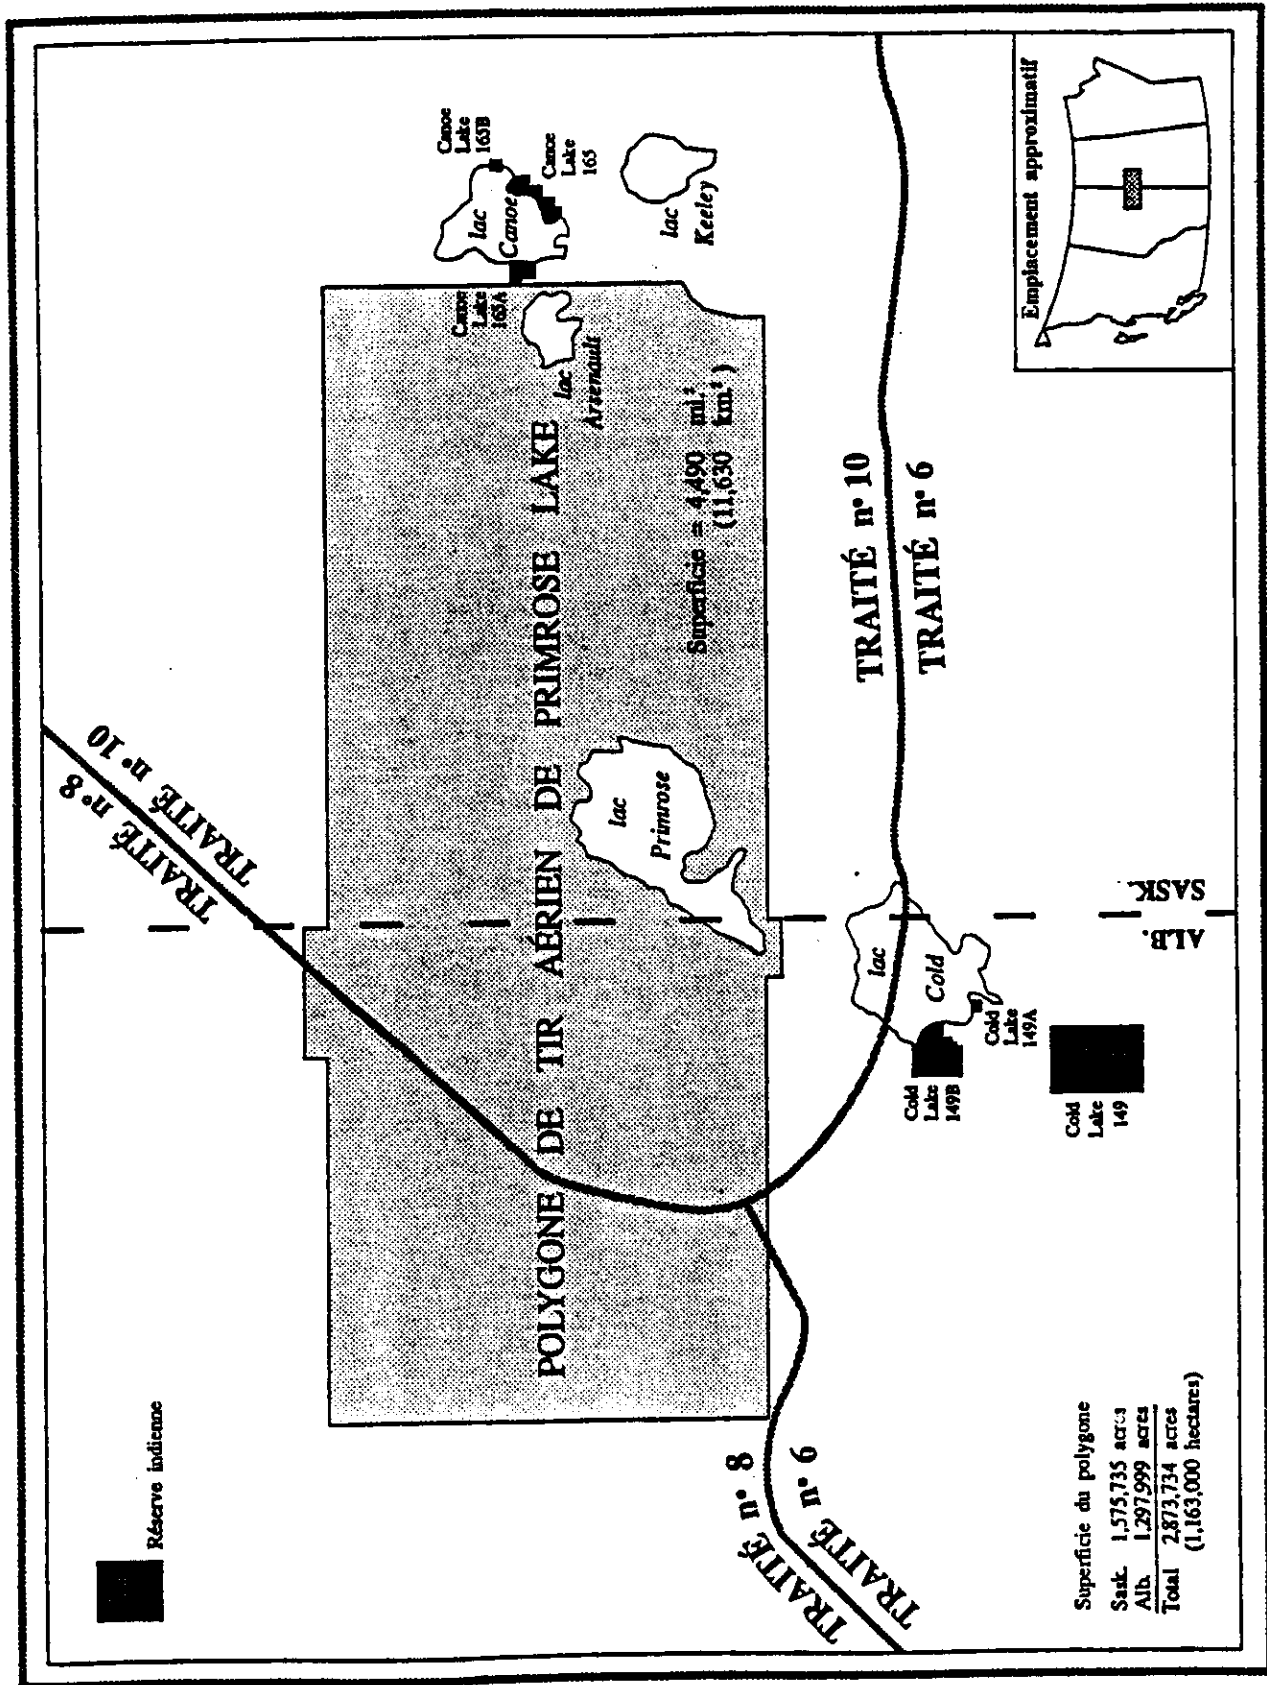 Réserve indienne
TRAITÉ nº 8
TRAITÉ nº 10
Canoe
Lake
165B
lac
Canoe
Canoe
Lake
165A
Canoe
Lake
165
lac
Arsenault
POLYGONE DE TIR AÉRIEN DE PRIMROSE LAKE
lac
Keeley
lac
Primrose
Superficie = 4,490 mi.²
(11,630 km.²)
TRAITÉ nº 8
TRAITÉ nº 6
TRAITÉ nº 10
TRAITÉ nº 6
lac
Cold
Cold
Lake
149B
Cold
Lake
149A
Cold
Lake
149
ALB.
SASK.
Superficie du polygone
Sask. 1,575,735 acres
Alb. 1,297,999 acres
Total 2,873,734 acres
(1,163,000 hectares)
Emplacement approximatif